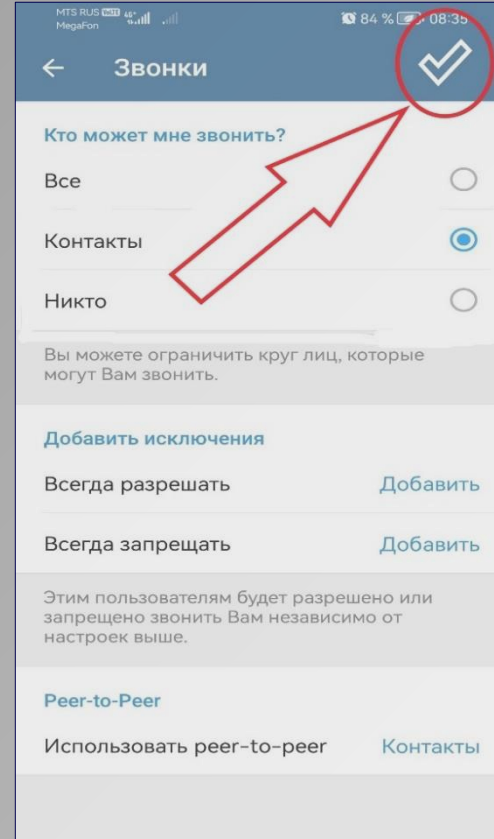 MTS RUS VoLTE 4G+ 84 % 08:35
MegaFon
Звонки
Кто может мне звонить?
Все
Контакты
Никто
Вы можете ограничить круг лиц, которые
могут Вам звонить.
Добавить исключения
Всегда разрешать Добавить
Всегда запрещать Добавить
Этим пользователям будет разрешено или
запрещено звонить Вам независимо от
настроек выше.
Peer-to-Peer
Использовать peer-to-peer Контакты